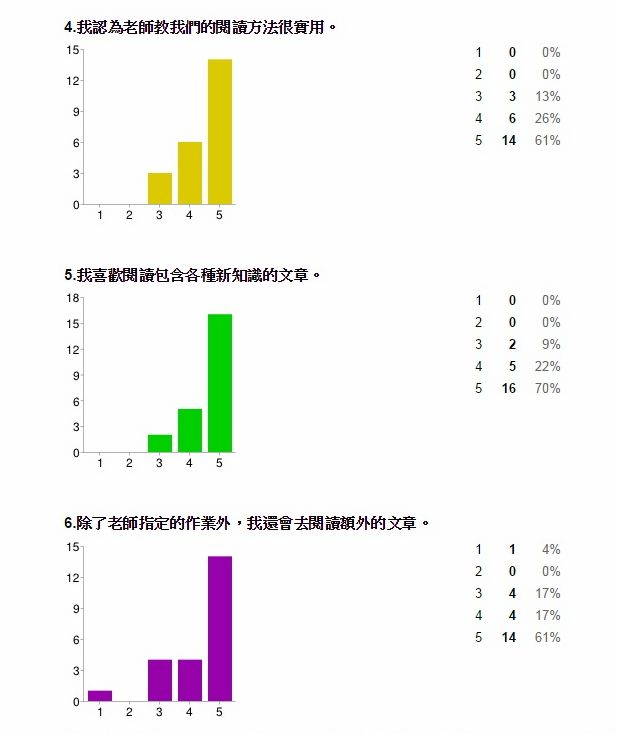 4.我認為老師教我們的閱讀方法很實用。
15
12
9
6
3
0
1 2 3 4 5
1 0 0%
2 0 0%
3 3 13%
4 6 26%
5 14 61%
5.我喜歡閱讀包含各種新知識的文章。
18
15
12
9
6
3
0
1 2 3 4 5
1 0 0%
2 0 0%
3 2 9%
4 5 22%
5 16 70%
6.除了老師指定的作業外，我還會去閱讀額外的文章。
15
12
9
6
3
0
1 2 3 4 5
1 1 4%
2 0 0%
3 4 17%
4 4 17%
5 14 61%